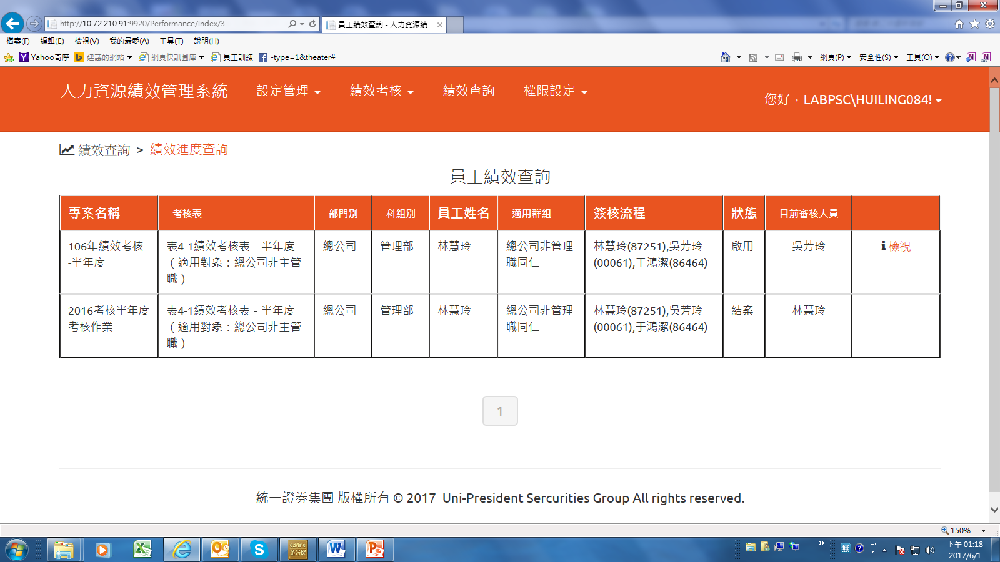 http://10.72.210.91:9920/Performance/Index/3
員工績效查詢 - 人力資源績...
檔案(F) 編輯(E) 檢視(V) 我的最愛(A) 工具(T) 說明(H)
Yahoo奇摩 建議的網站 網頁快訊圖庫 員工訓練 -type=1&theater#
網頁(P) 安全性(S) 工具(O)
人力資源績效管理系統 設定管理 績效考核 績效查詢 權限設定
您好，LABPSC\HUILING084!
績效查詢 > 績效進度查詢
員工績效查詢
專案名稱 考核表 部門別 科組別 員工姓名 適用群組 簽核流程 狀態 目前審核人員
106年績效考核 表4-1績效考核表－半年度 總公司 管理部 林慧玲 總公司非管理 林慧玲(87251),吳芳玲 啟用 吳芳玲 檢視
-半年度 （適用對象：總公司非主管 職同仁 (00061),于鴻潔(86464)
職）
2016考核半年度 表4-1績效考核表－半年度 總公司 管理部 林慧玲 總公司非管理 林慧玲(87251),吳芳玲 結案 林慧玲
考核作業 （適用對象：總公司非主管 職同仁 (00061),于鴻潔(86464)
職）
1
統一證券集團 版權所有 © 2017 Uni-President Sercurities Group All rights reserved.
150%
ezMine
金好探
無
下午 01:18
2017/6/1